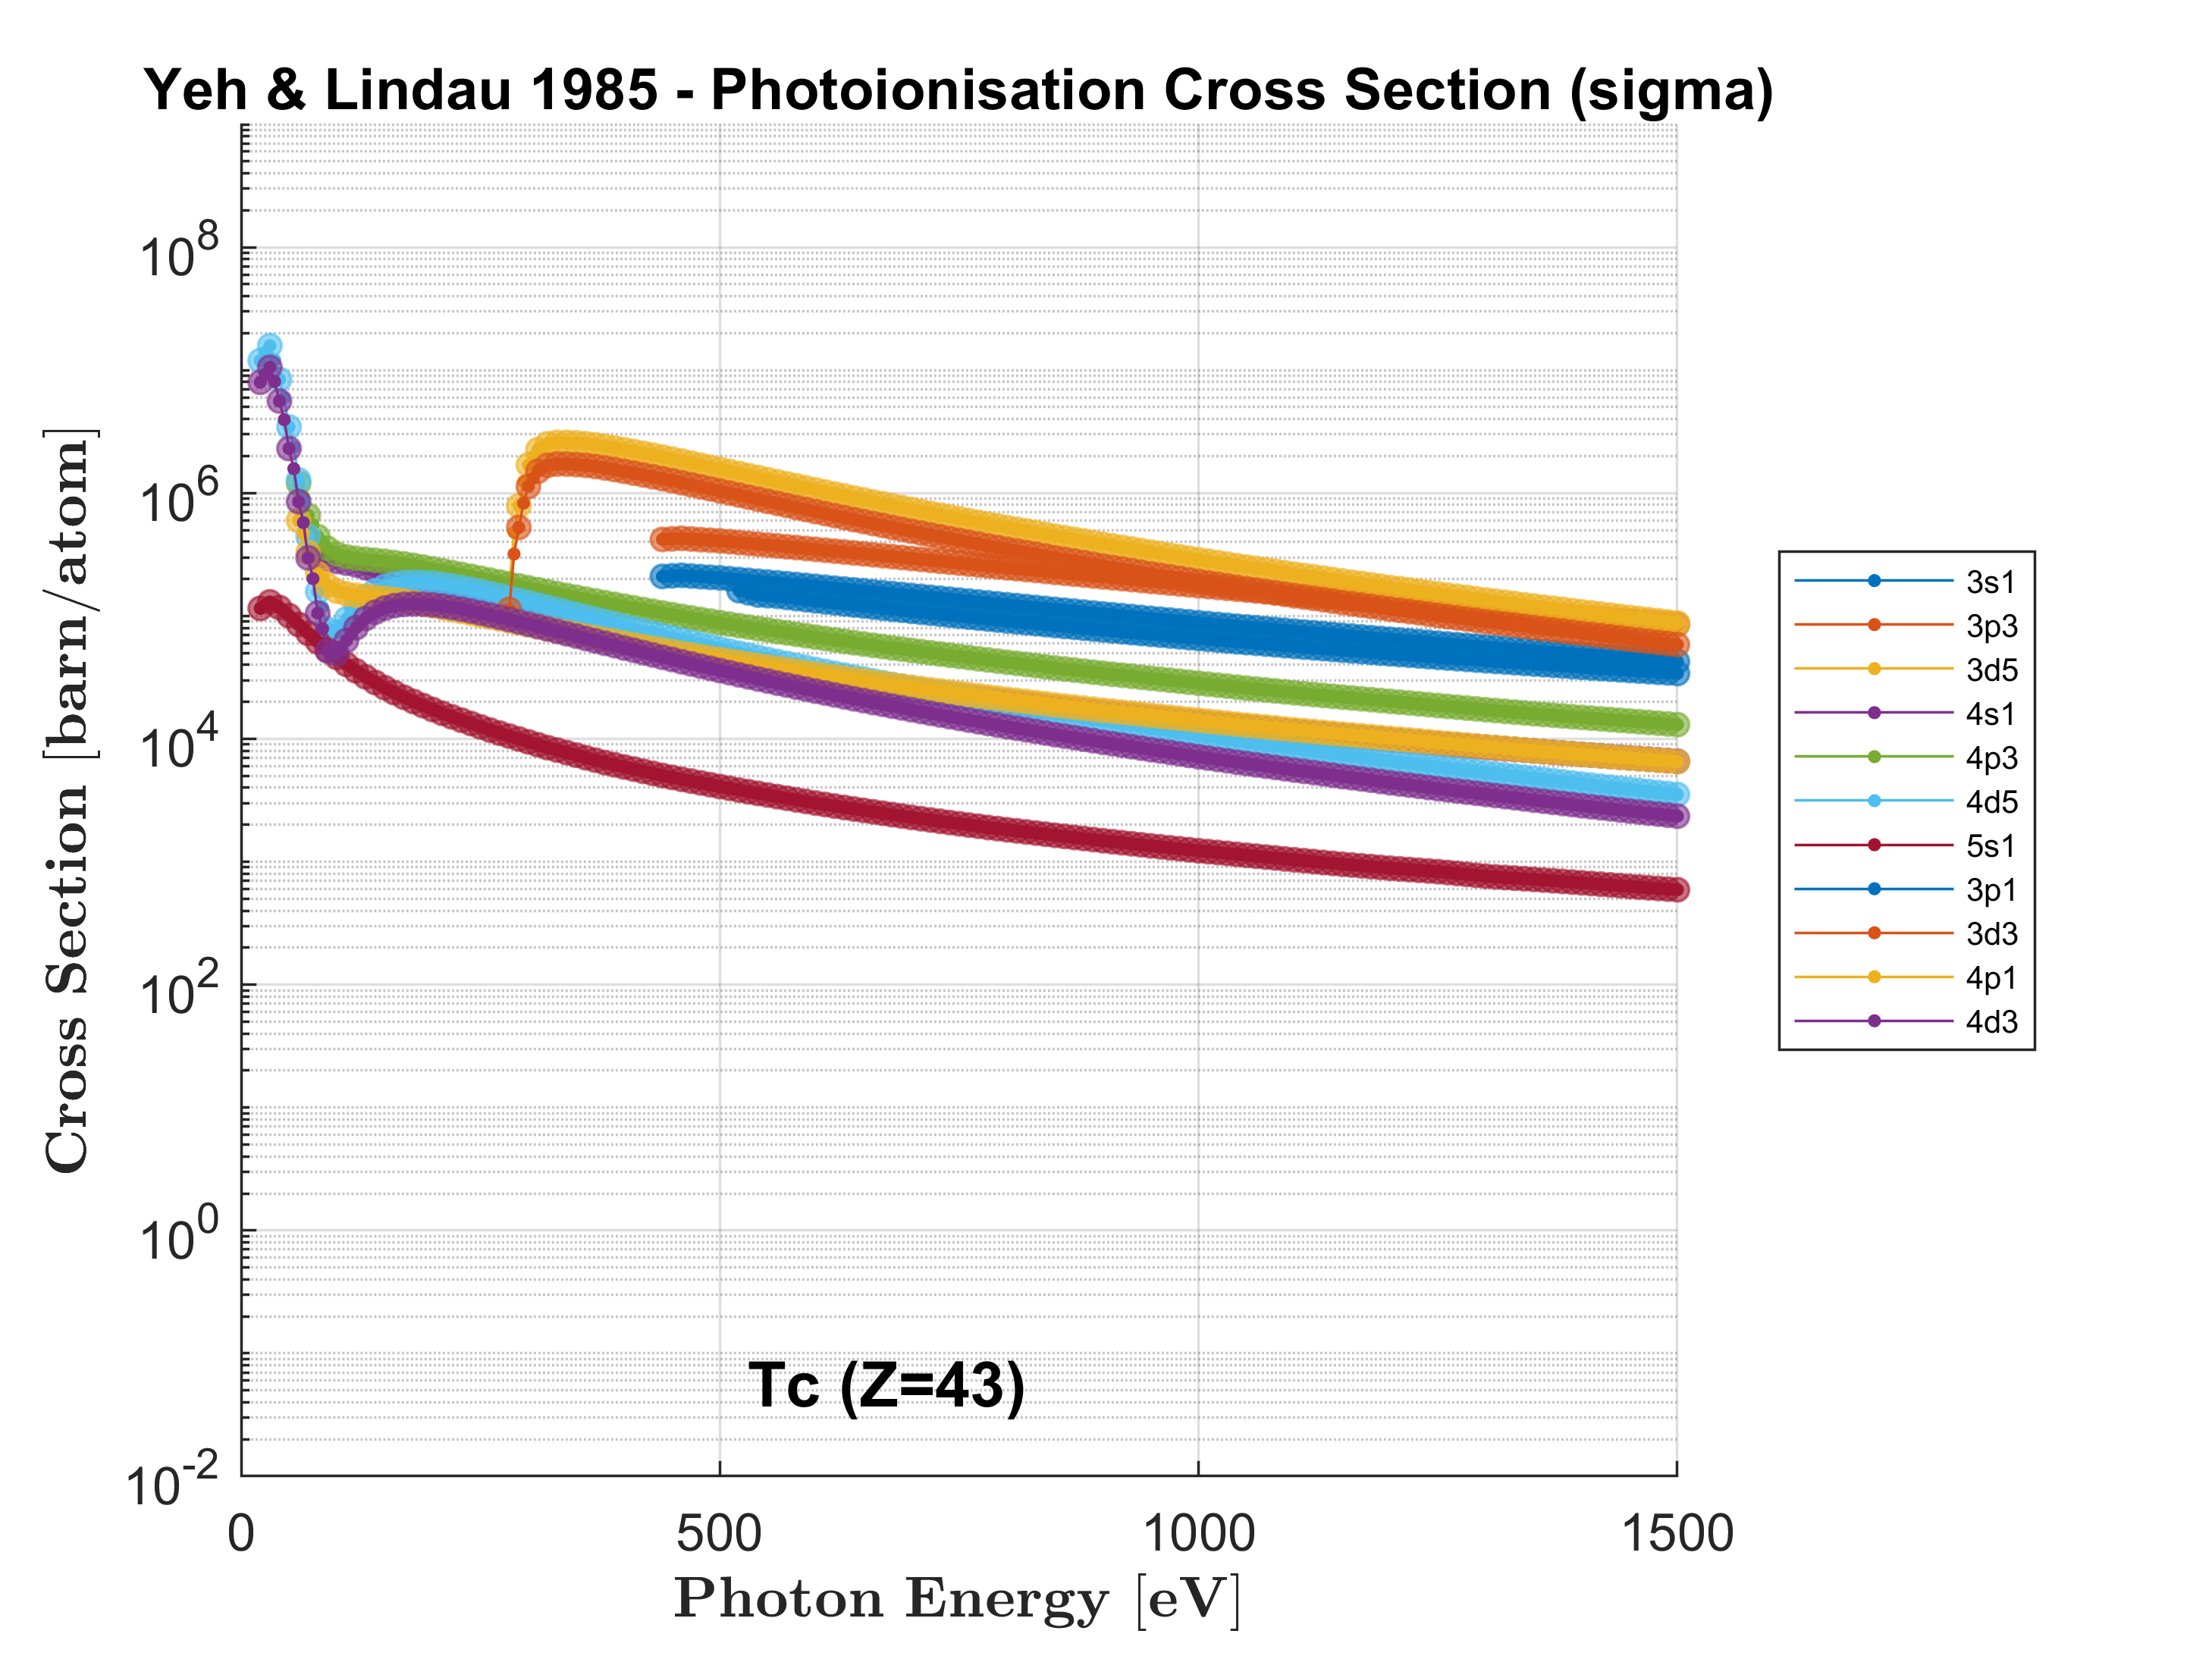 Yeh & Lindau 1985 - Photoionisation Cross Section (sigma)
Cross Section [barn/atom]
10^8
10^6
10^4
10^2
10^0
10^-2
0 500 1000 1500
Photon Energy [eV]
Tc (Z=43)
3s1
3p3
3d5
4s1
4p3
4d5
5s1
3p1
3d3
4p1
4d3